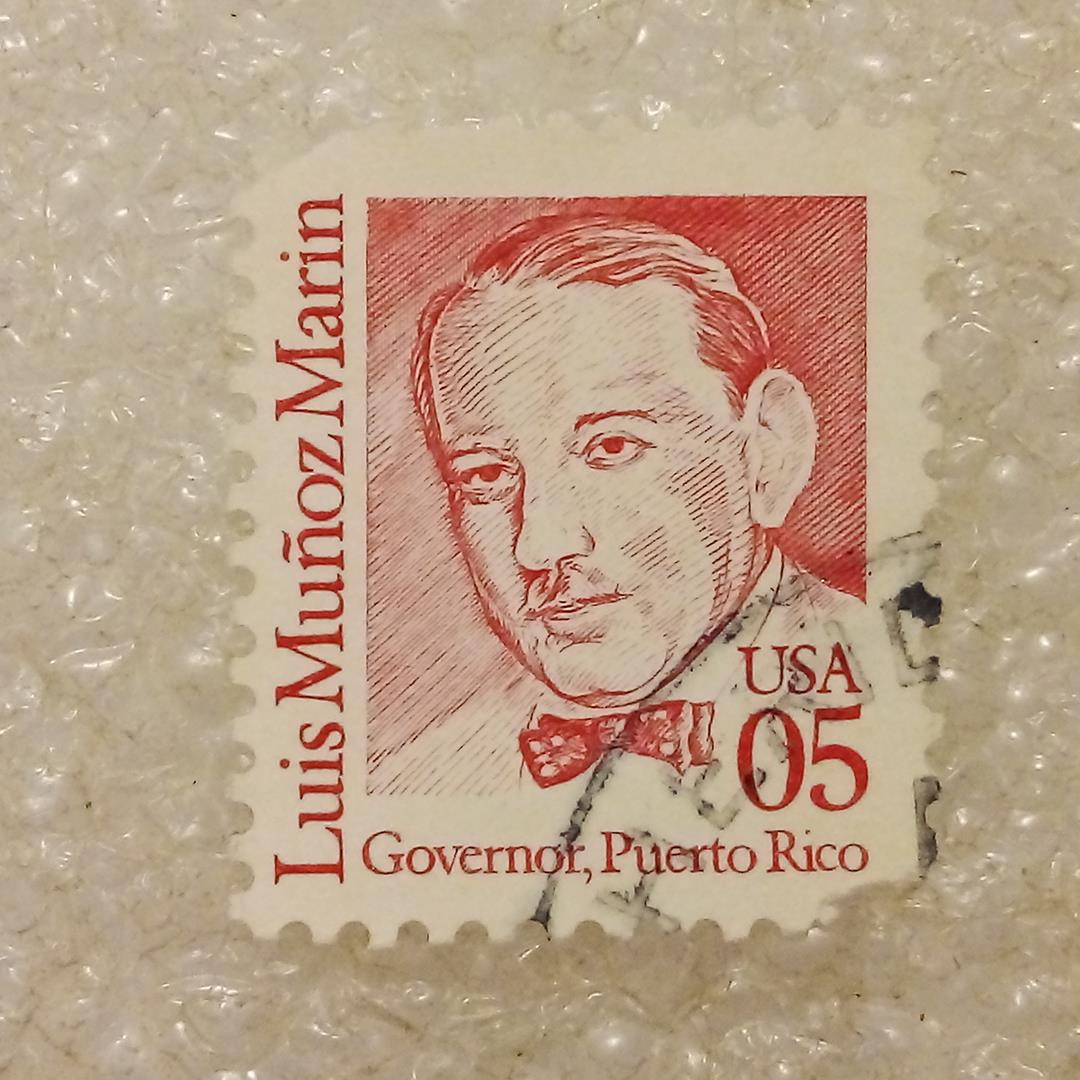 Luis Muñoz Marin
USA
05
Governor, Puerto Rico